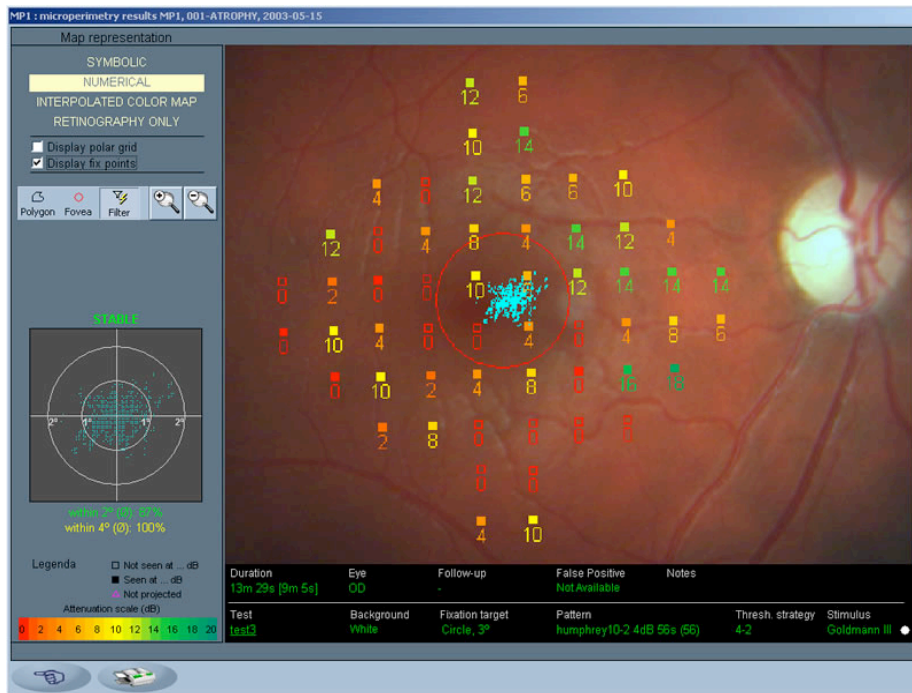 MP1 : microperimetry results MP1, 001-ATROPHY, 2003-05-15
Map representation
SYMBOLIC
NUMERICAL
INTERPOLATED COLOR MAP
RETINOGRAPHY ONLY
Display polar grid
Display fix points
Polygon Fovea Filter
STABLE
2° 1° 1° 2°
within 2° (Ø): 87%
within 4° (Ø): 100%
Legenda
Not seen at ... dB
Seen at ... dB
Not projected
Attenuation scale (dB)
0 2 4 6 8 10 12 14 16 18 20
12 6
10 14
4 0 12 6 6 10
12 0 4 8 4 14 12 4
0 2 0 0 10 12 14 14 14
0 10 4 0 0 4 0 4 8 6
0 10 2 4 8 0 16 18
2 8 0 0 0 0
0 0
4 10
Duration Eye Follow-up False Positive Notes
13m 29s [9m 5s] OD - Not Available
Test Background Fixation target Pattern Thresh. strategy Stimulus
test3 White Circle, 3° humphrey10-2 4dB 56s (56) 4-2 Goldmann III